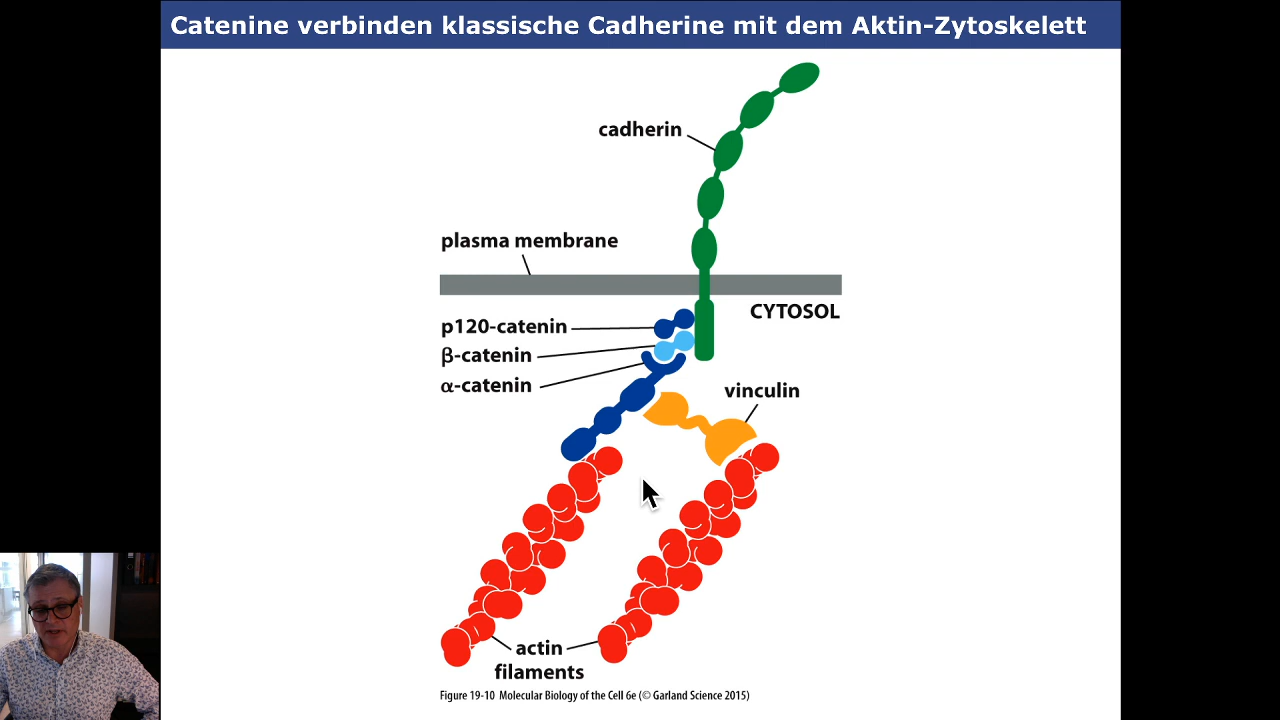 Catenine verbinden klassische Cadherine mit dem Aktin-Zytoskelett
cadherin
plasma membrane
CYTOSOL
p120-catenin
β-catenin
α-catenin
vinculin
actin
filaments
Figure 19-10 Molecular Biology of the Cell 6e (© Garland Science 2015)